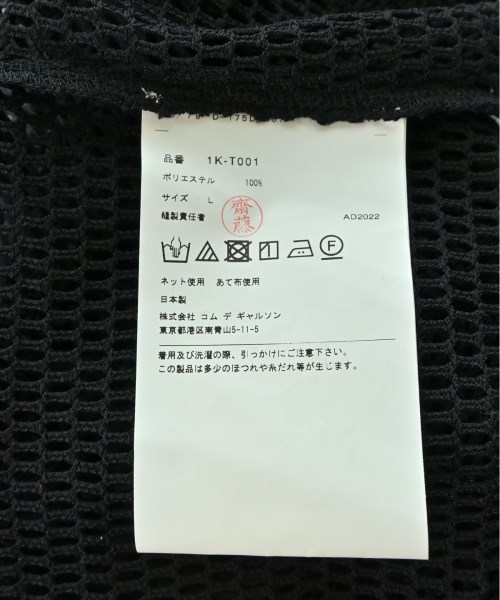 品番 1K-T001
ポリエステル 100%
サイズ L
縫製責任者 齋藤 AD2022
ネット使用 あて布使用
日本製
株式会社 コム デ ギャルソン
東京都港区南青山5-11-5
着用及び洗濯の際、引っかけにご注意下さい。
この製品は多少のほつれや糸だれ等が生じます。